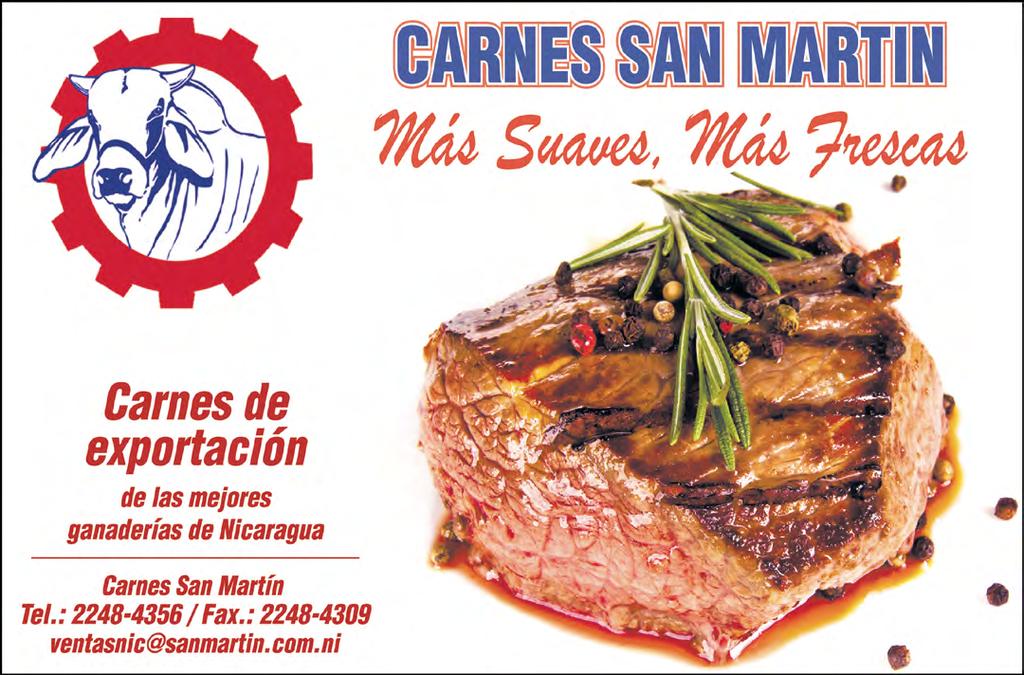 CARNES SAN MARTIN
Más Suaves, Más Frescas
Carnes de
exportación
de las mejores
ganaderías de Nicaragua
Carnes San Martín
Tel.: 2248-4356 / Fax.: 2248-4309
ventasnic@sanmartin.com.ni